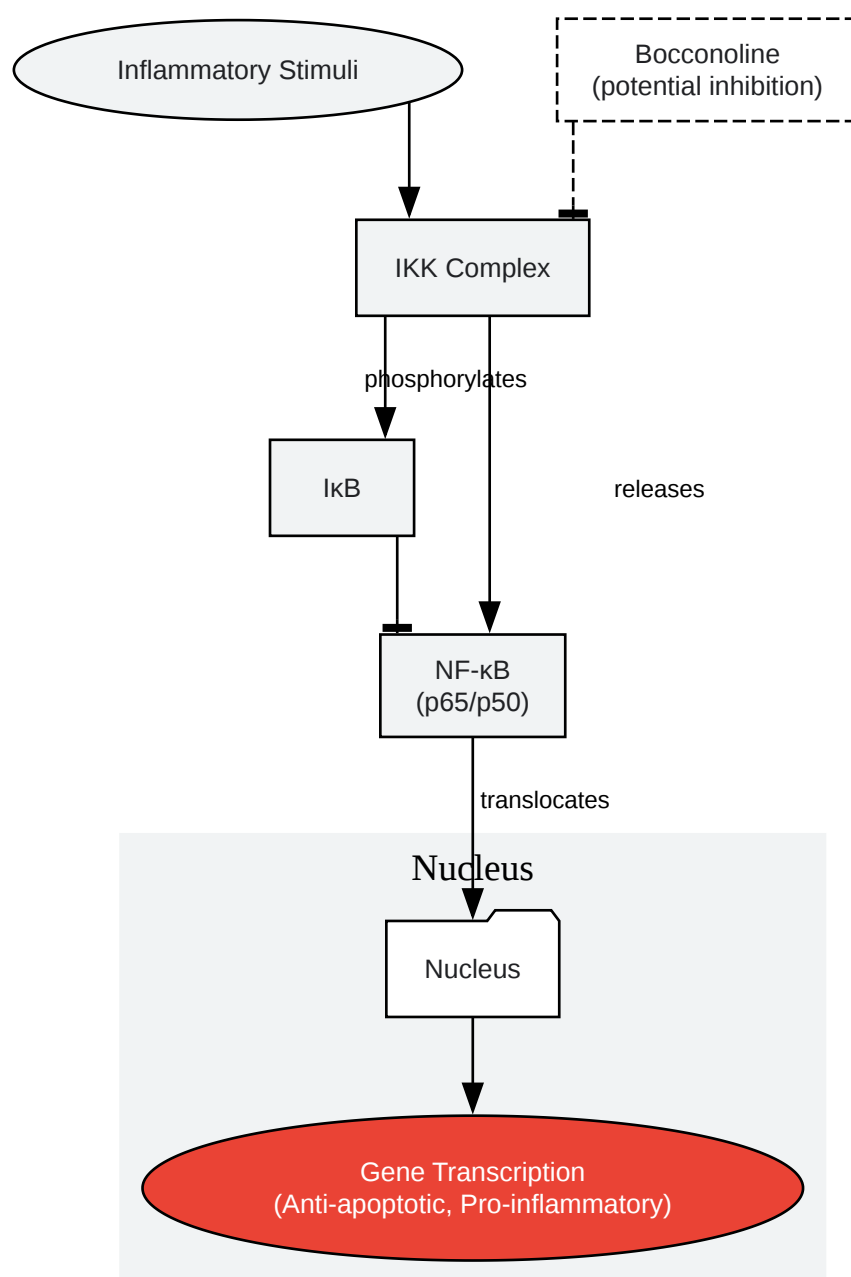 Inflammatory Stimuli
Bocconoline
(potential inhibition)
IKK Complex
phosphorylates
IκB
releases
NF-κB
(p65/p50)
translocates
Nucleus
Nucleus
Gene Transcription
(Anti-apoptotic, Pro-inflammatory)